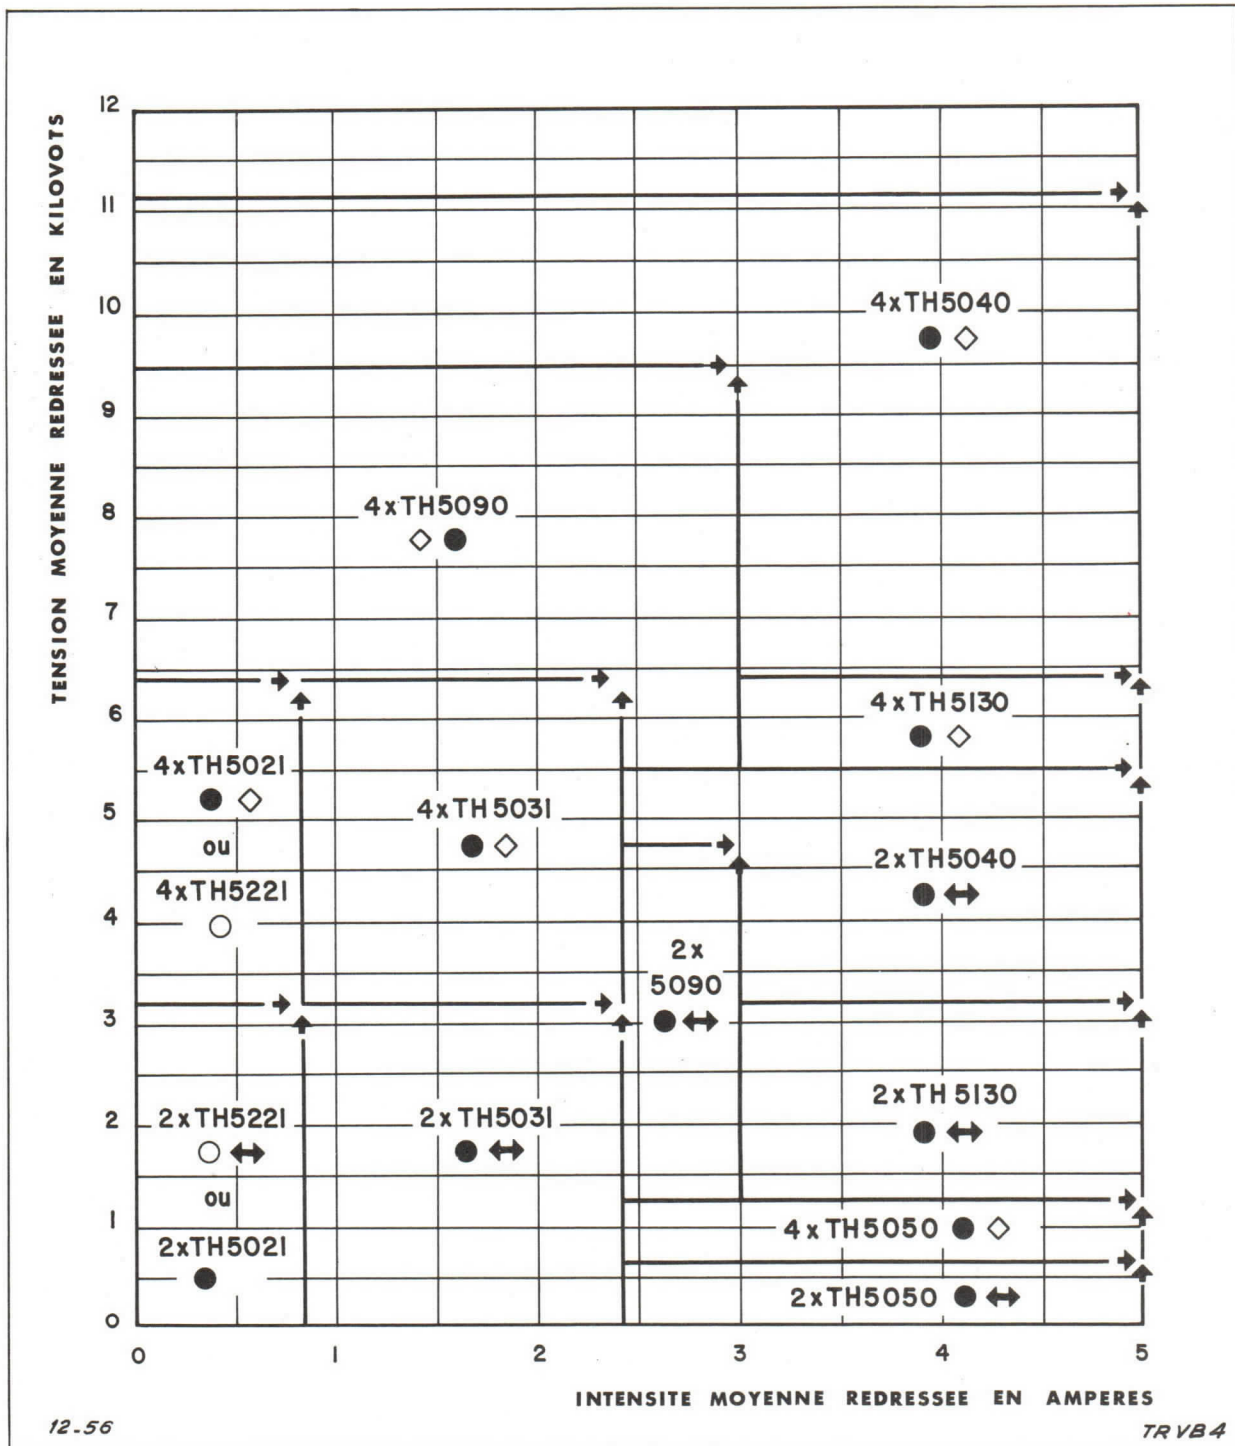 TENSION MOYENNE REDRESSEE EN KILOVOTS
12
11
10
9
8
7
6
5
4
3
2
1
0
4xTH5040
4xTH5090
4xTH5130
4xTH5021
ou
4xTH5221
4xTH5031
2xTH5040
2x
5090
2xTH5221
ou
2xTH5021
2xTH5031
2xTH5130
4xTH5050
2xTH5050
0 1 2 3 4 5
INTENSITE MOYENNE REDRESSEE EN AMPERES
12-56
TRVB4